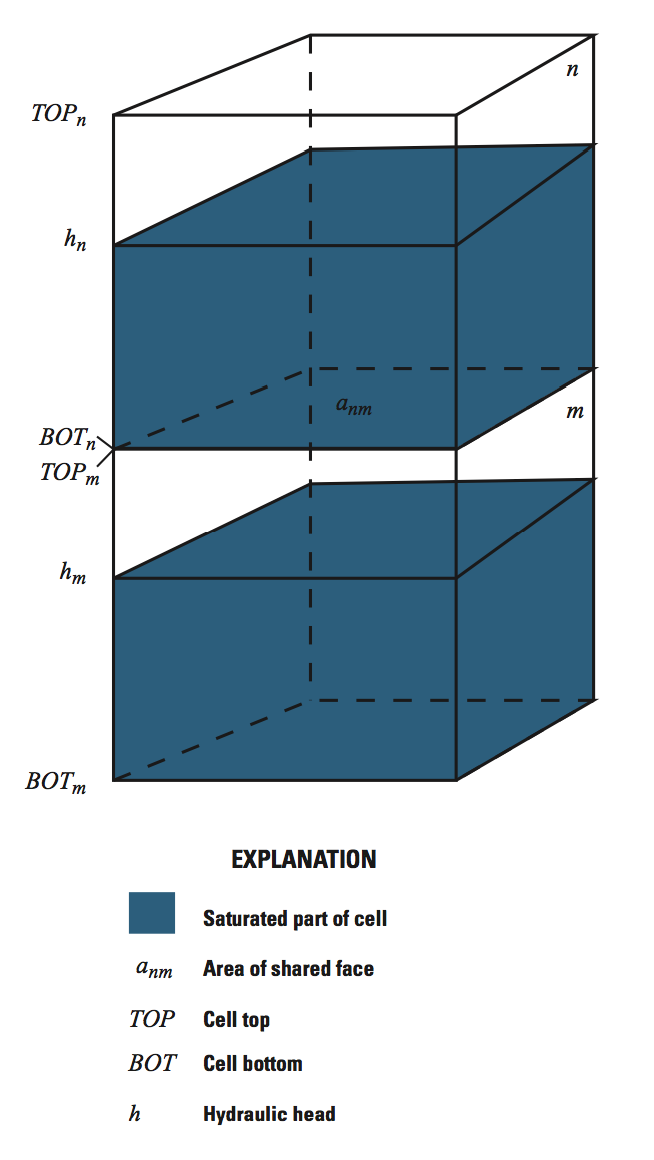 n
TOPn
hn
anm
m
BOTn
TOPm
hm
BOTm
EXPLANATION
Saturated part of cell
anm Area of shared face
TOP Cell top
BOT Cell bottom
h Hydraulic head